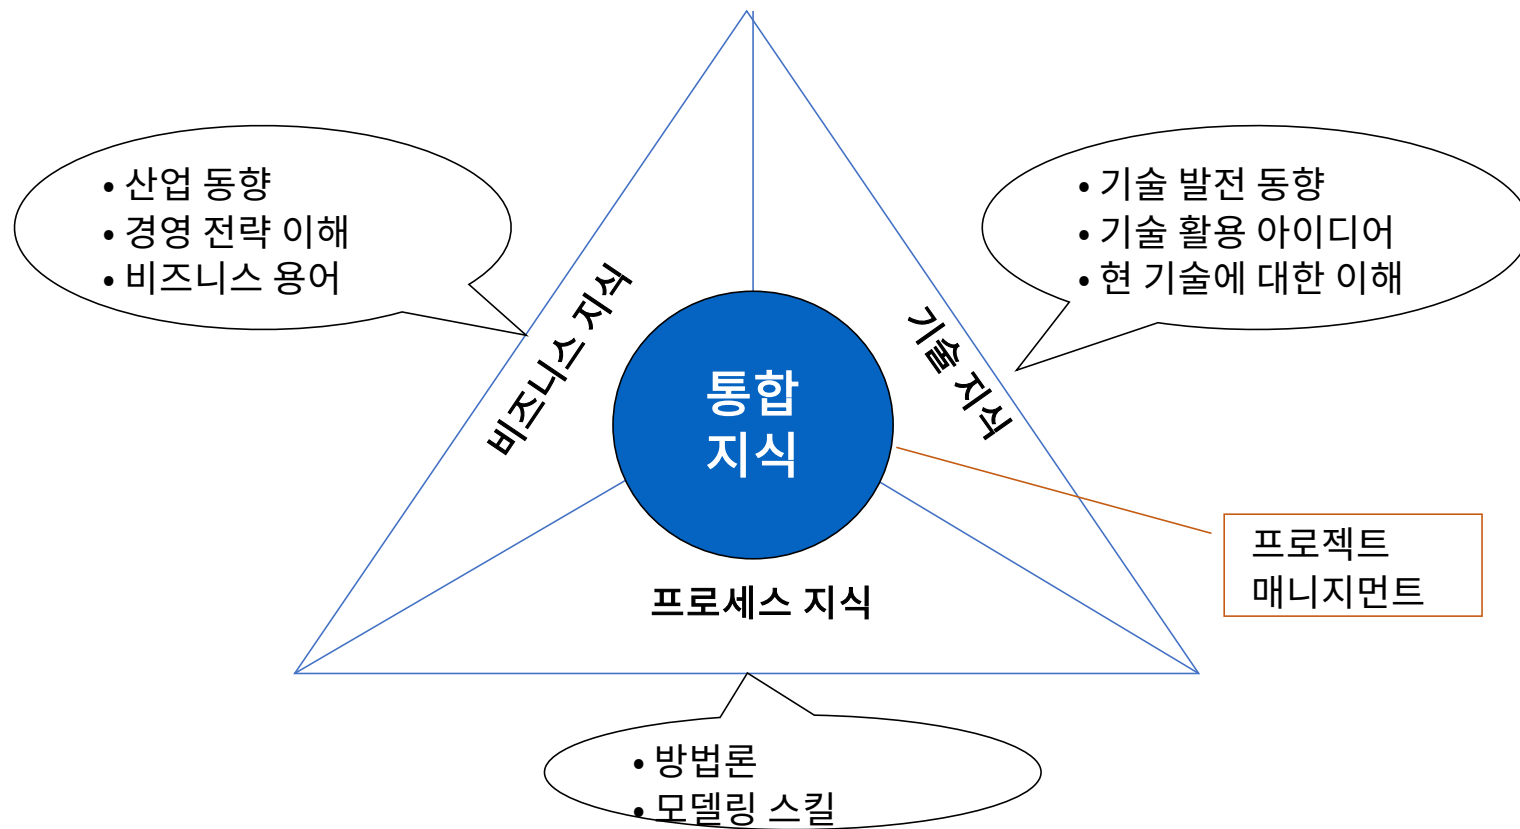 • 산업 동향
• 경영 전략 이해
• 비즈니스 용어
• 기술 발전 동향
• 기술 활용 아이디어
• 현 기술에 대한 이해
비즈니스 지식
기술 지식
통합
지식
프로젝트
매니지먼트
프로세스 지식
• 방법론
• 모델링 스킬